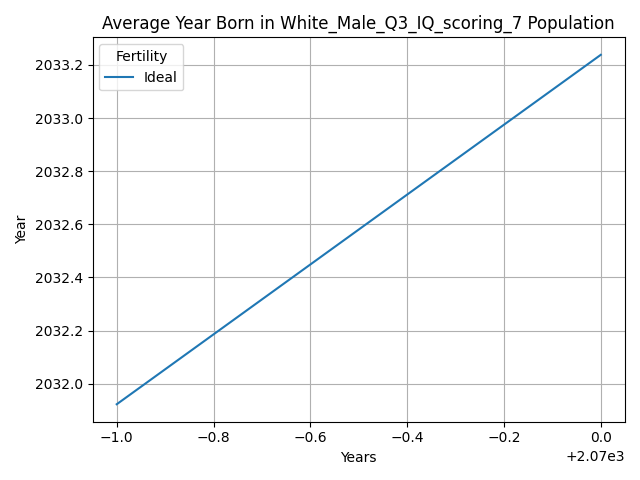 Average Year Born in White_Male_Q3_IQ_scoring_7 Population
Fertility
Ideal
Year
2033.2
2033.0
2032.8
2032.6
2032.4
2032.2
2032.0
−1.0 −0.8 −0.6 −0.4 −0.2 0.0
+2.07e3
Years